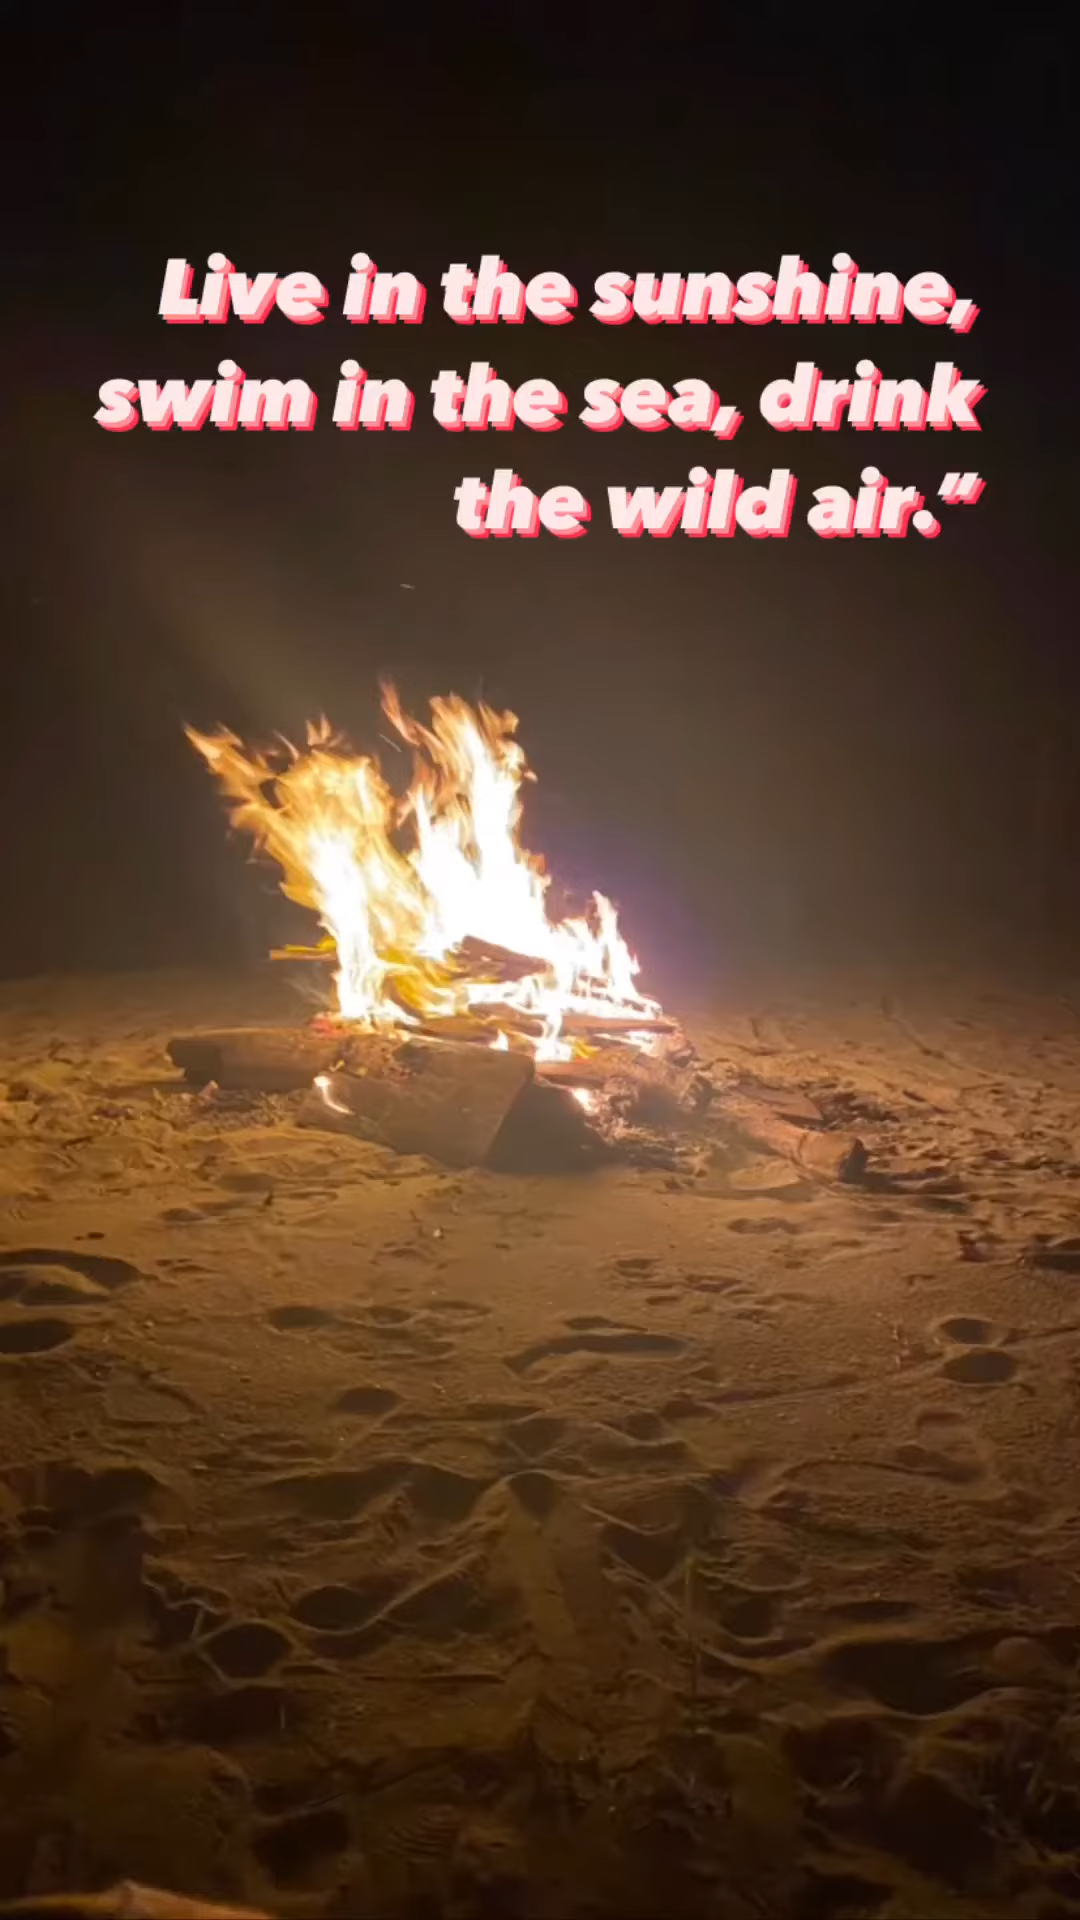 Live in the sunshine,
swim in the sea, drink
the wild air.“